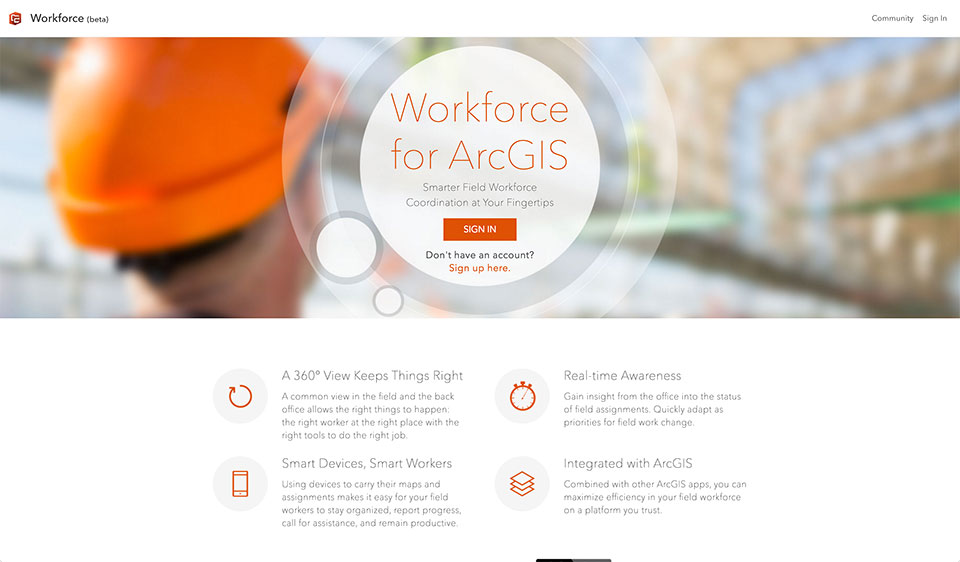 Workforce (beta)
Community Sign In
Workforce
for ArcGIS
Smarter Field Workforce
Coordination at Your Fingertips
SIGN IN
Don't have an account?
Sign up here.
A 360° View Keeps Things Right
A common view in the field and the back
office allows the right things to happen:
the right worker at the right place with the
right tools to do the right job.
Real-time Awareness
Gain insight from the office into the status
of field assignments. Quickly adapt as
priorities for field work change.
Smart Devices, Smart Workers
Using devices to carry their maps and
assignments makes it easy for your field
workers to stay organized, report progress,
call for assistance, and remain productive.
Integrated with ArcGIS
Combined with other ArcGIS apps, you can
maximize efficiency in your field workforce
on a platform you trust.